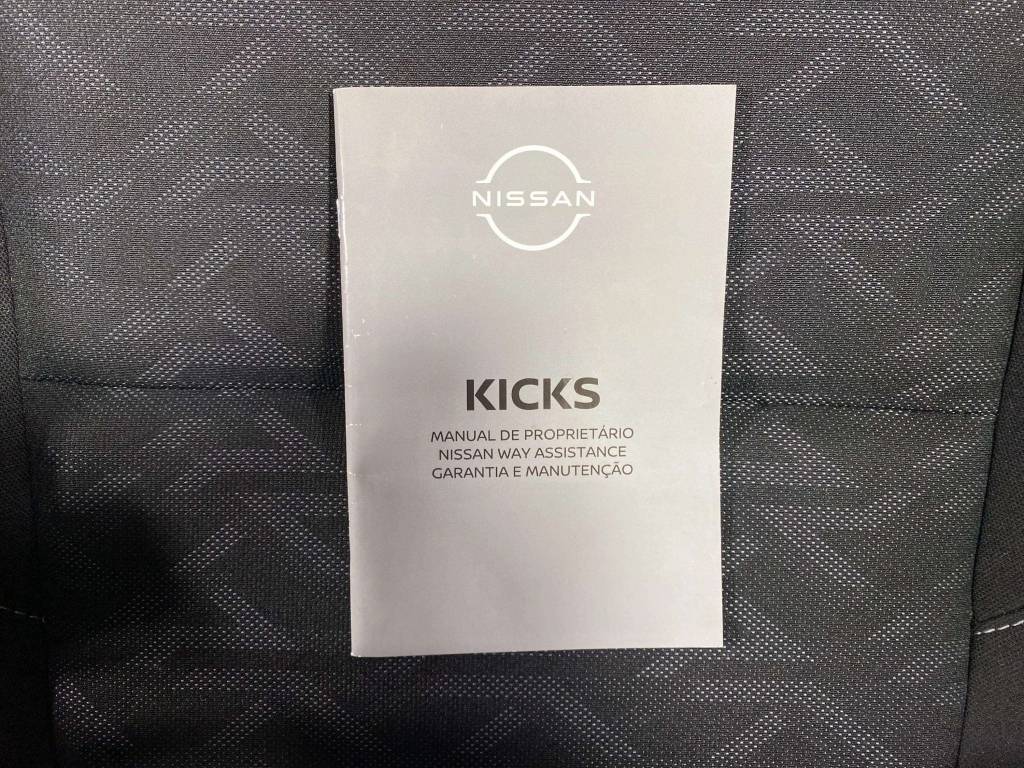 NISSAN
KICKS
MANUAL DE PROPRIETÁRIO
NISSAN WAY ASSISTANCE
GARANTIA E MANUTENÇÃO